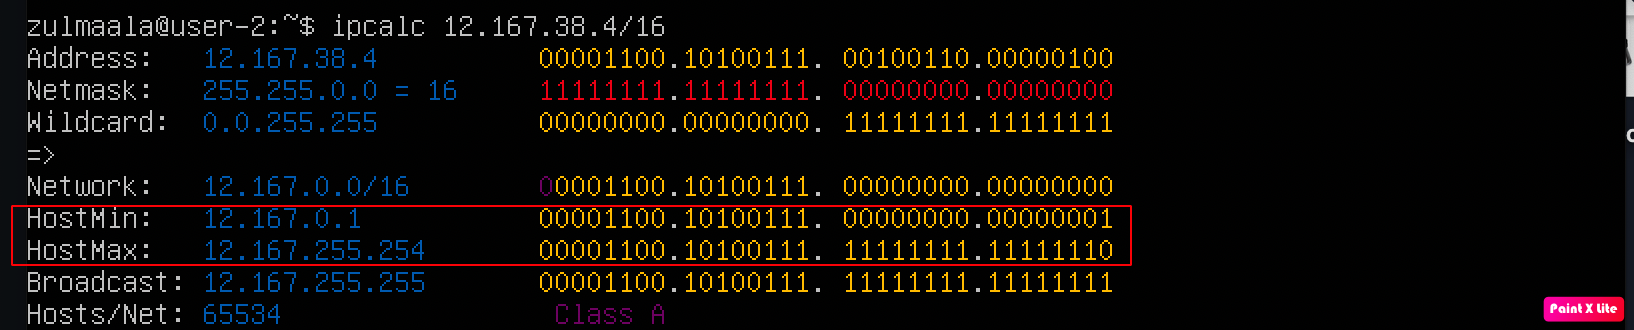 zulmaala@user-2:~$ ipcalc 12.167.38.4/16
Address: 12.167.38.4 00001100.10100111. 00100110.00000100
Netmask: 255.255.0.0 = 16 11111111.11111111. 00000000.00000000
Wildcard: 0.0.255.255 00000000.00000000. 11111111.11111111
=>
Network: 12.167.0.0/16 00001100.10100111. 00000000.00000000
HostMin: 12.167.0.1 00001100.10100111. 00000000.00000001
HostMax: 12.167.255.254 00001100.10100111. 11111111.11111110
Broadcast: 12.167.255.255 00001100.10100111. 11111111.11111111
Hosts/Net: 65534 Class A
Paint X Lite